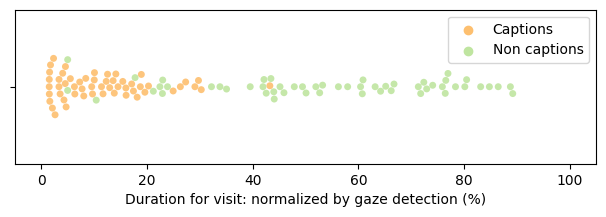 Captions
Non captions
0 20 40 60 80 100
Duration for visit: normalized by gaze detection (%)